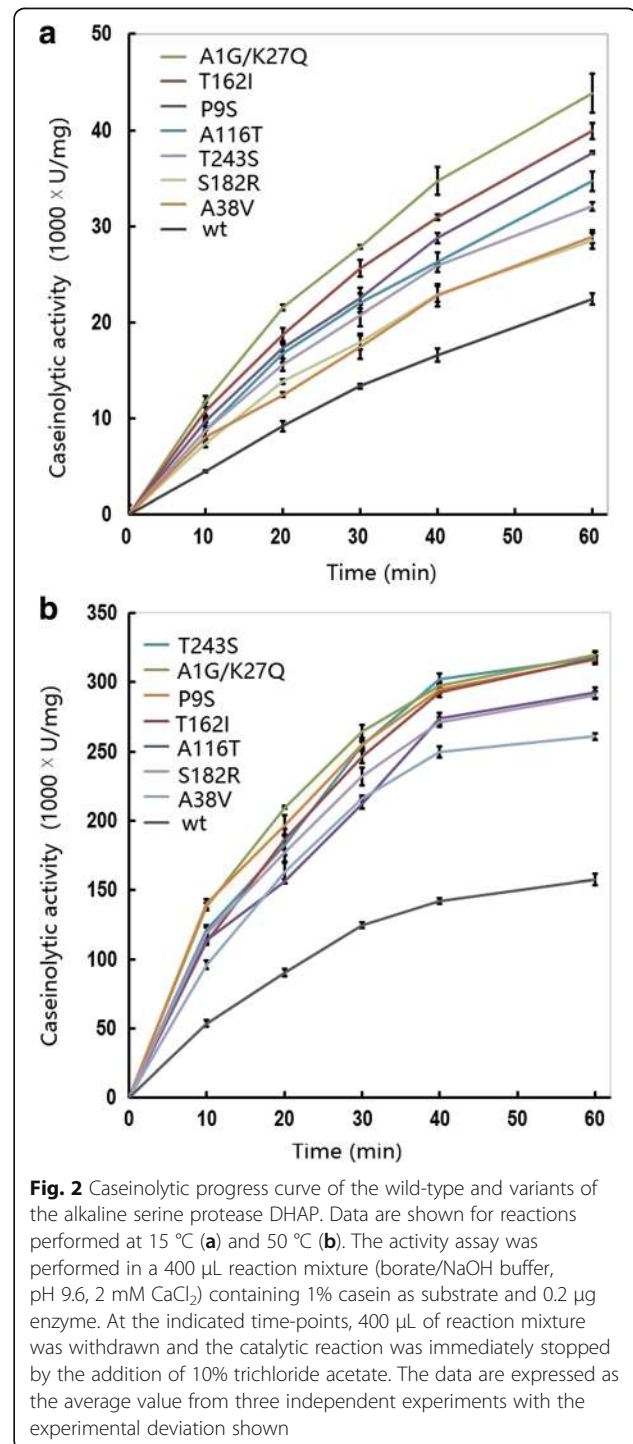 a
50
40
30
20
10
0
Caseinolytic activity (1000 × U/mg)
A1G/K27Q
T162I
P9S
A116T
T243S
S182R
A38V
wt
0 10 20 30 40 50 60
Time (min)
b
350
300
250
200
150
100
50
0
Caseinolytic activity (1000 × U/mg)
T243S
A1G/K27Q
P9S
T162I
A116T
S182R
A38V
wt
0 10 20 30 40 50 60
Time (min)
Fig. 2 Caseinolytic progress curve of the wild-type and variants of
the alkaline serine protease DHAP. Data are shown for reactions
performed at 15 °C (a) and 50 °C (b). The activity assay was
performed in a 400 μL reaction mixture (borate/NaOH buffer,
pH 9.6, 2 mM CaCl₂) containing 1% casein as substrate and 0.2 μg
enzyme. At the indicated time-points, 400 μL of reaction mixture
was withdrawn and the catalytic reaction was immediately stopped
by the addition of 10% trichloride acetate. The data are expressed as
the average value from three independent experiments with the
experimental deviation shown